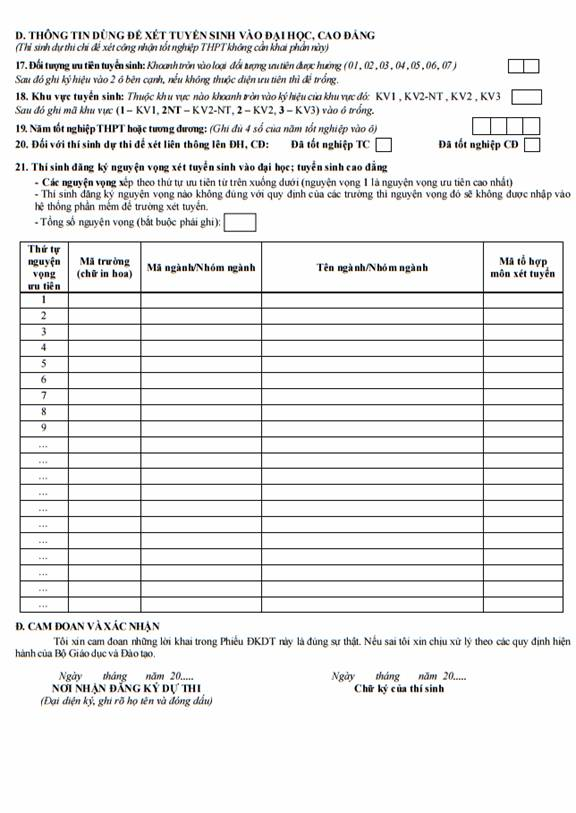 D. THÔNG TIN DÙNG ĐỂ XÉT TUYỂN SINH VÀO ĐẠI HỌC, CAO ĐẲNG
(Thí sinh dự thi chỉ để xét công nhận tốt nghiệp THPT không cần khai phần này)
17. Đối tượng ưu tiên tuyển sinh: Khoanh tròn vào loại đối tượng ưu tiên được hưởng (01, 02, 03, 04, 05, 06, 07)
Sau đó ghi ký hiệu vào 2 ô bên cạnh, nếu không thuộc diện ưu tiên thì để trống.
18. Khu vực tuyển sinh: Thuộc khu vực nào khoanh tròn vào ký hiệu của khu vực đó: KV1 , KV2-NT , KV2 , KV3
Sau đó ghi mã khu vực (1 – KV1, 2NT – KV2-NT, 2 – KV2, 3 – KV3) vào ô trống.
19. Năm tốt nghiệp THPT hoặc tương đương: (Ghi đủ 4 số của năm tốt nghiệp vào ô)
20. Đối với thí sinh dự thi để xét liên thông lên ĐH, CĐ: Đã tốt nghiệp TC Đã tốt nghiệp CĐ
21. Thí sinh đăng ký nguyện vọng xét tuyển sinh vào đại học; tuyển sinh cao đẳng
- Các nguyện vọng xếp theo thứ tự ưu tiên từ trên xuống dưới (nguyện vọng 1 là nguyện vọng ưu tiên cao nhất)
- Thí sinh đăng ký nguyện vọng nào không đúng với quy định của các trường thì nguyện vọng đó sẽ không được nhập vào
hệ thống phần mềm để trường xét tuyển.
- Tổng số nguyện vọng (bắt buộc phải ghi):
Thứ tự
nguyện
vọng
ưu tiên
Mã trường
(chữ in hoa)
Mã ngành/Nhóm ngành
Tên ngành/Nhóm ngành
Mã tổ hợp
môn xét tuyển
1
2
3
4
5
6
7
8
9
...
...
...
...
...
...
...
...
...
...
...
Đ. CAM ĐOAN VÀ XÁC NHẬN
Tôi xin cam đoan những lời khai trong Phiếu ĐKDT này là đúng sự thật. Nếu sai tôi xin chịu xử lý theo các quy định hiện
hành của Bộ Giáo dục và Đào tạo.
Ngày tháng năm 20.....
NƠI NHẬN ĐĂNG KÝ DỰ THI
(Đại diện ký, ghi rõ họ tên và đóng dấu)
Ngày tháng năm 20.....
Chữ ký của thí sinh